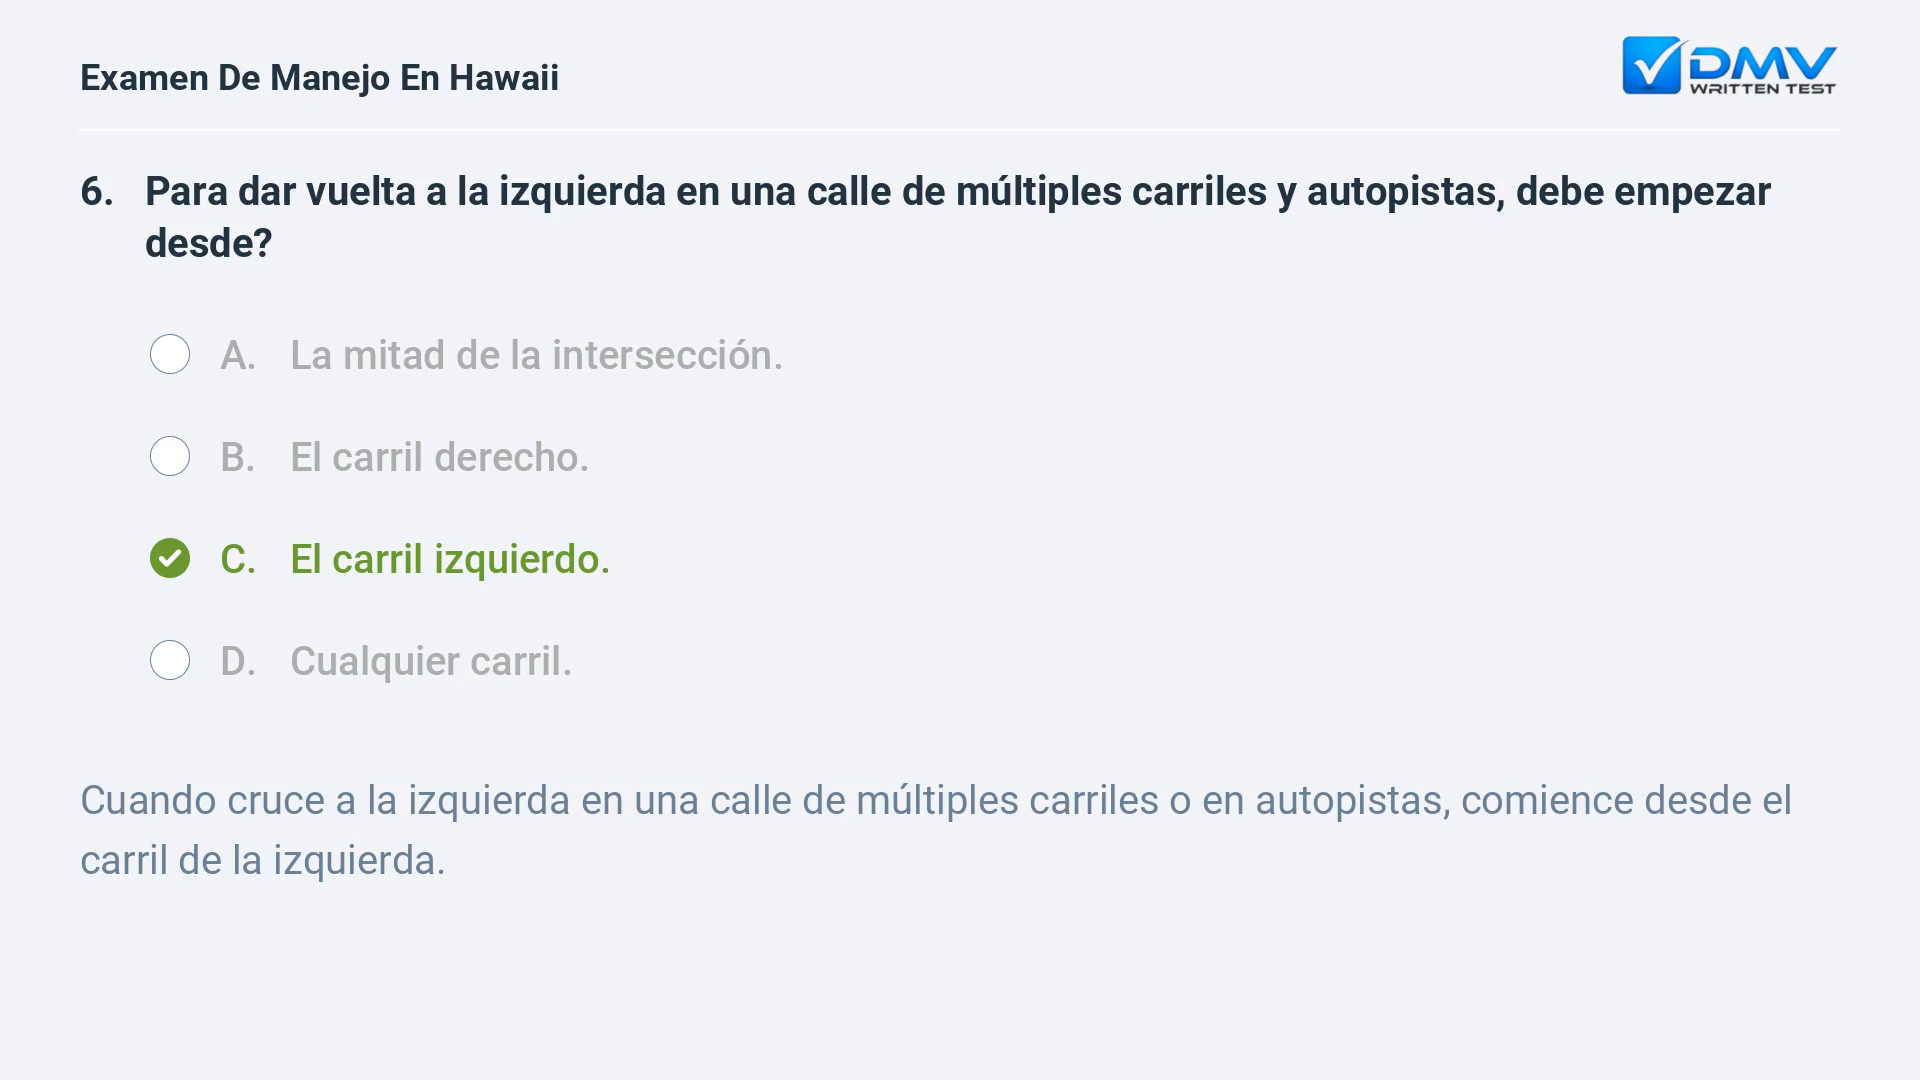 Examen De Manejo En Hawaii
DMV
WRITTEN TEST
6. Para dar vuelta a la izquierda en una calle de múltiples carriles y autopistas, debe empezar
desde?
A. La mitad de la intersección.
B. El carril derecho.
C. El carril izquierdo.
D. Cualquier carril.
Cuando cruce a la izquierda en una calle de múltiples carriles o en autopistas, comience desde el
carril de la izquierda.